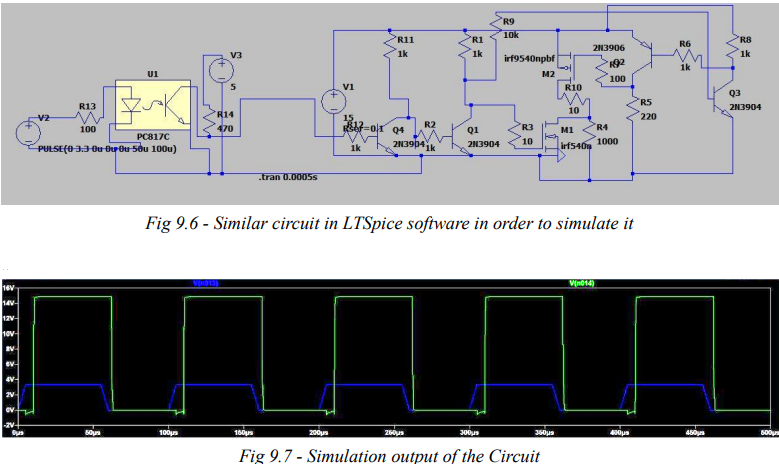 R9
10k
V3
5
R11
1k
R1
1k
irf9540npbf
M2
2N3906
Q2
R7
100
R6
1k
R8
1k
U1
V1
15
Rser=0.1
R10
10
Q3
2N3904
R13
100
V2
PC817C
R14
470
R12
1k
Q4
2N3904
R2
1k
Q1
2N3904
R3
10
M1
irf540n
R4
1000
R5
220
PULSE(0 3.3 0u 0u 0u 50u 100u)
.tran 0.0005s
Fig 9.6 - Similar circuit in LTSpice software in order to simulate it
V(n013)
V(n014)
16V
14V
12V
10V
8V
6V
4V
2V
0V
-2V
0µs
50µs
100µs
150µs
200µs
250µs
300µs
350µs
400µs
450µs
500µs
Fig 9.7 - Simulation output of the Circuit